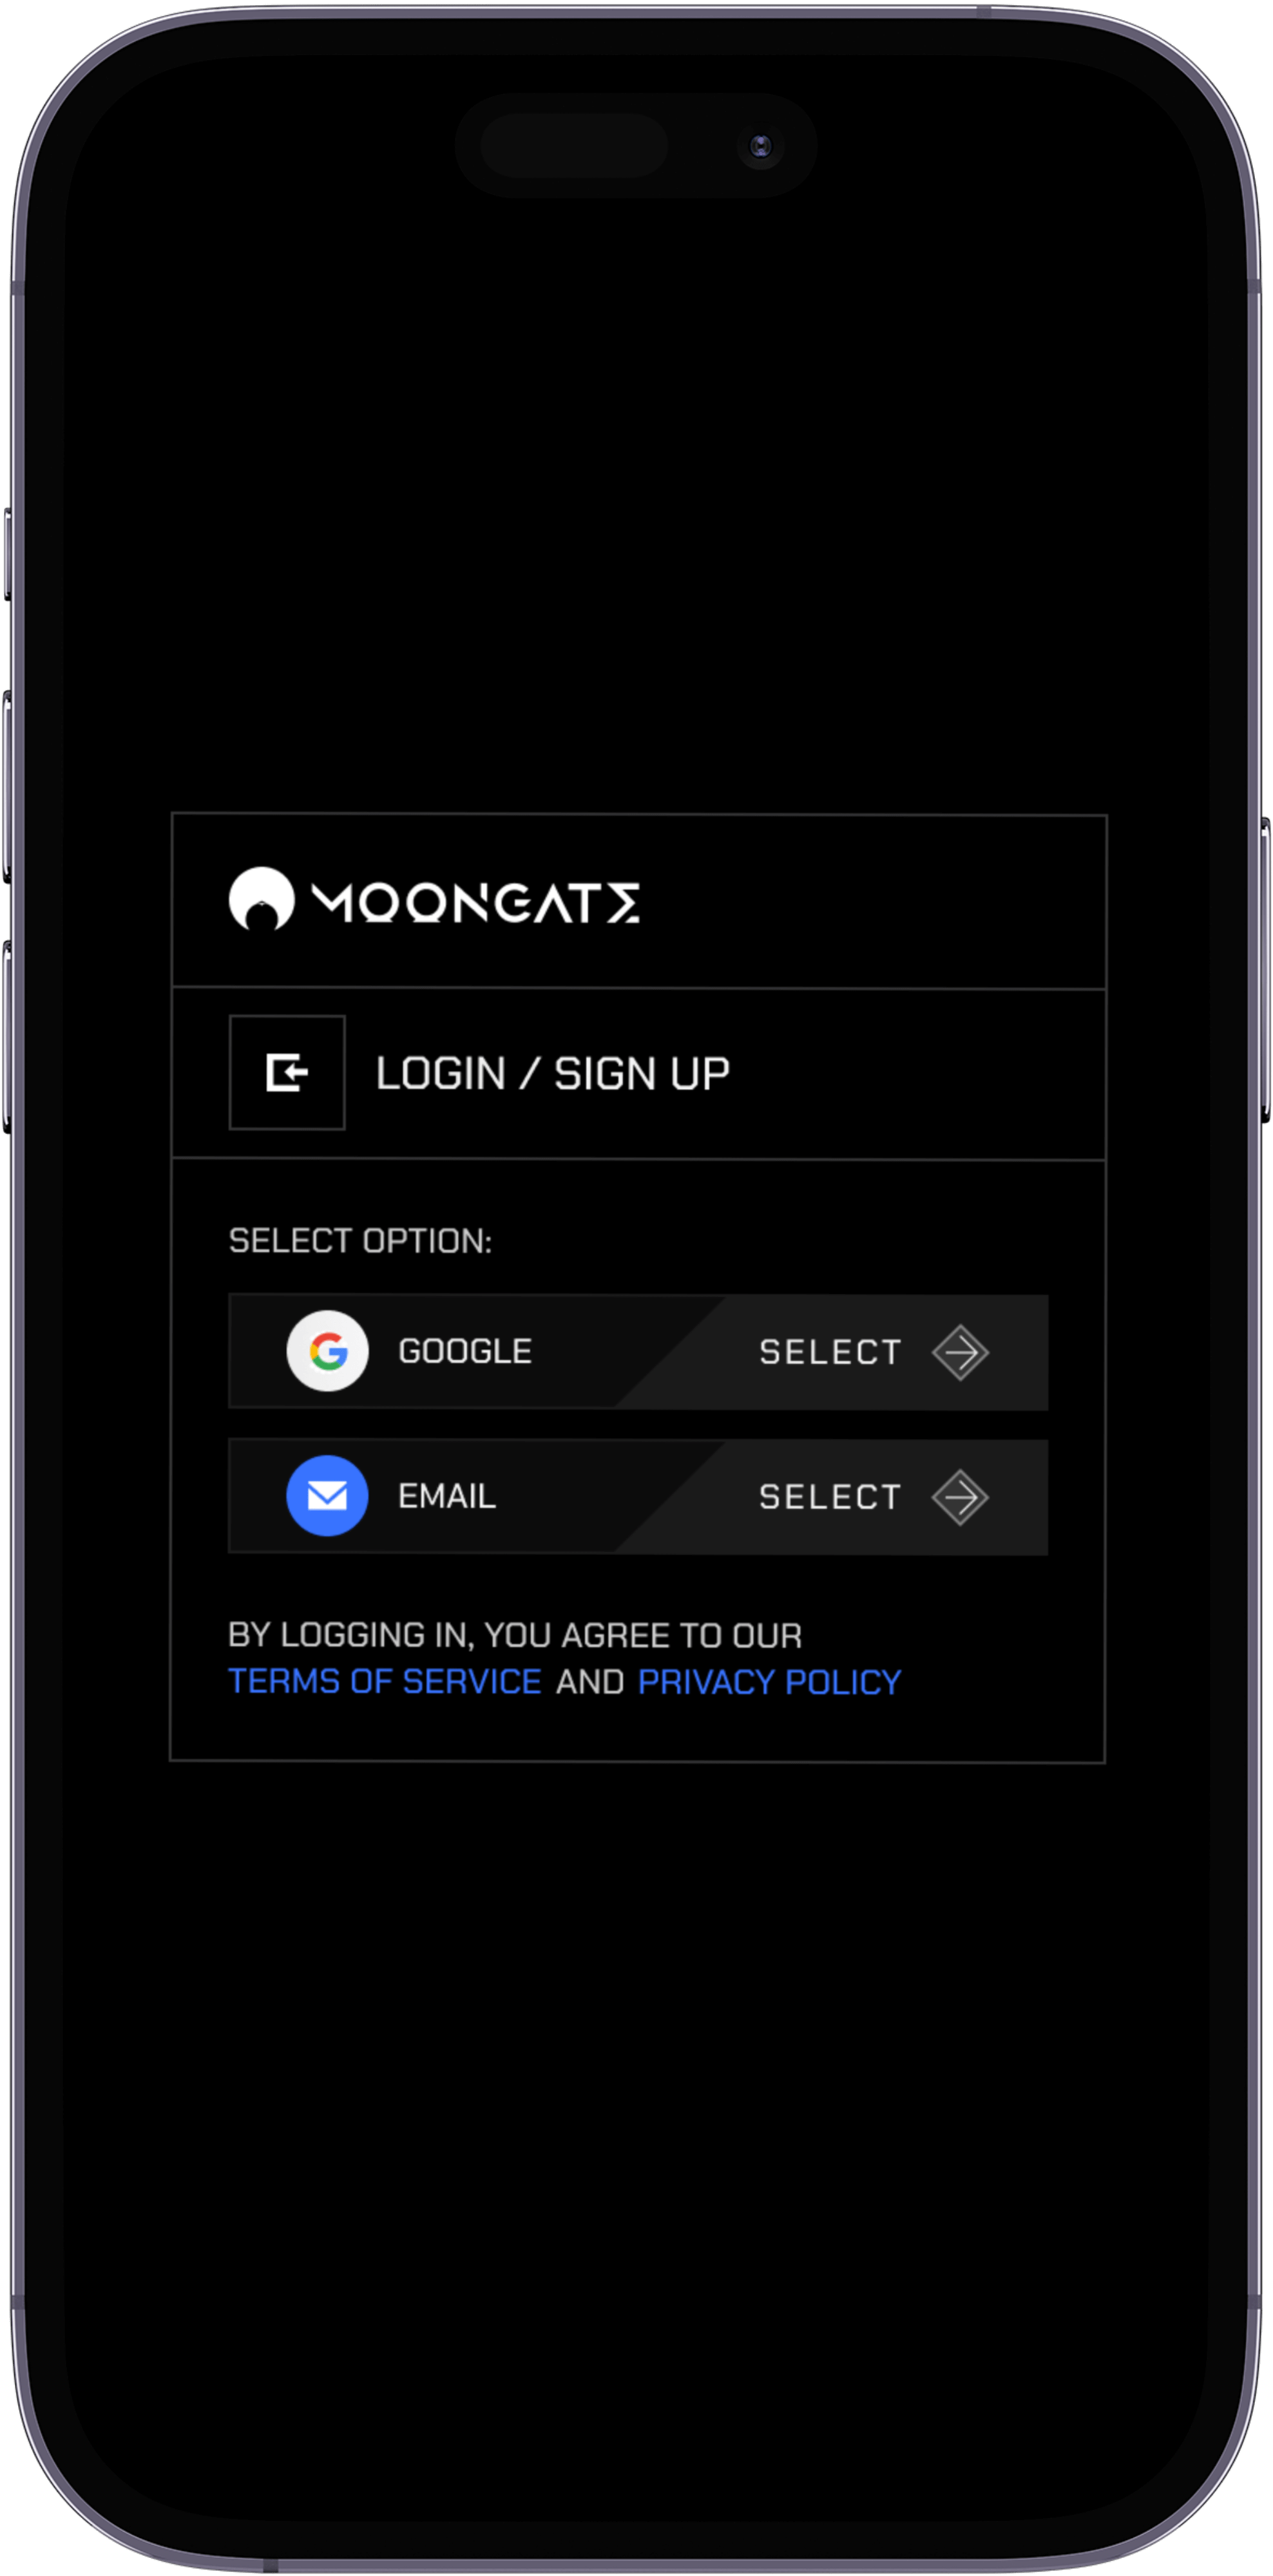 MOONGATE
LOGIN / SIGN UP
SELECT OPTION:
GOOGLE SELECT
EMAIL SELECT
BY LOGGING IN, YOU AGREE TO OUR
TERMS OF SERVICE AND PRIVACY POLICY